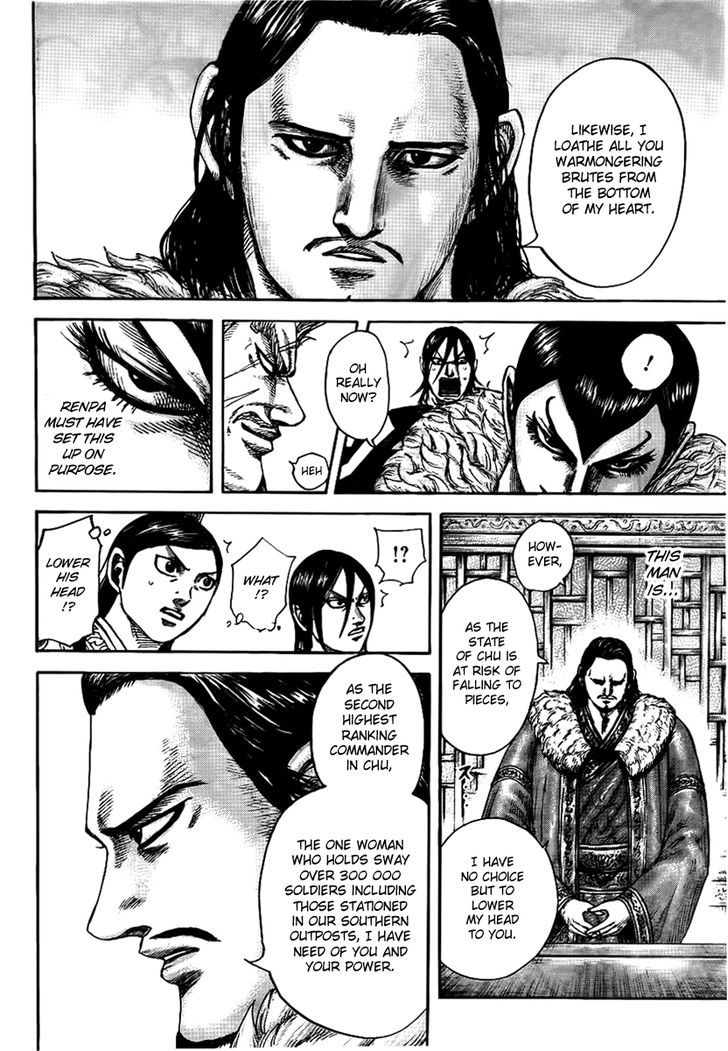 LIKEWISE, I
LOATHE ALL YOU
WARMONGERING
BRUTES FROM
THE BOTTOM
OF MY HEART.
!
OH
REALLY
NOW?
HEH
RENPA
MUST HAVE
SET THIS
UP ON
PURPOSE.
THIS
MAN
IS...
HOW-
EVER,
AS THE
STATE
OF CHU IS
AT RISK OF
FALLING TO
PIECES,
ス
I HAVE
NO CHOICE
BUT TO
LOWER
MY HEAD
TO YOU.
!?
WHAT
!?
LOWER
HIS
HEAD
!?
AS THE
SECOND
HIGHEST
RANKING
COMMANDER
IN CHU,
THE ONE WOMAN
WHO HOLDS SWAY
OVER 300 000
SOLDIERS INCLUDING
THOSE STATIONED
IN OUR SOUTHERN
OUTPOSTS, I HAVE
NEED OF YOU AND
YOUR POWER.